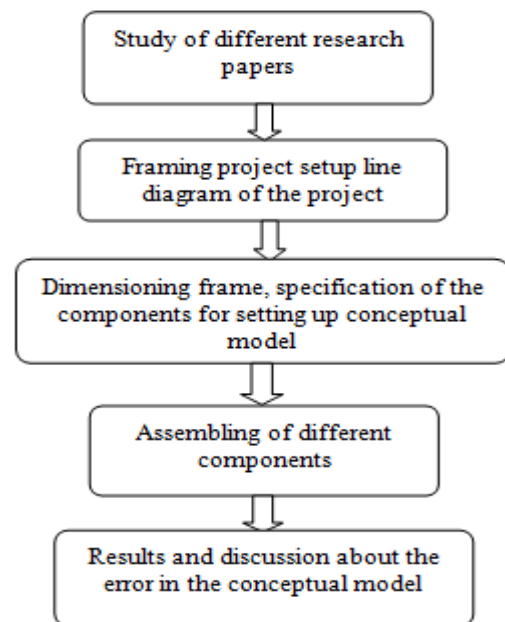 Study of different research
papers
Framing project setup line
diagram of the project
Dimensioning frame, specification of the
components for setting up conceptual
model
Assembling of different
components
Results and discussion about the
error in the conceptual model